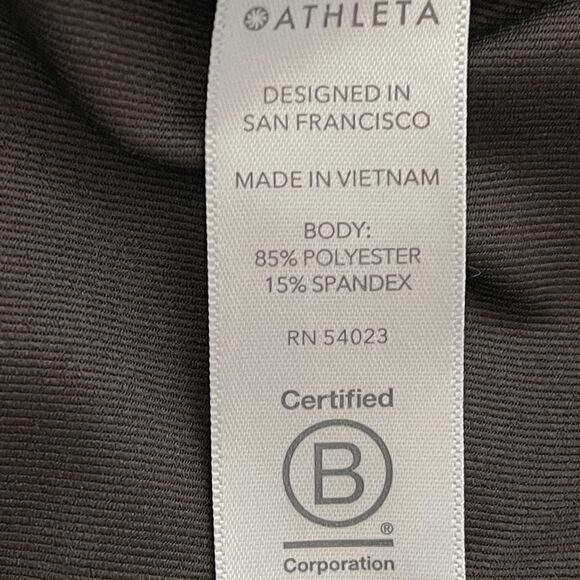 ATHLETA
DESIGNED IN
SAN FRANCISCO
MADE IN VIETNAM
BODY:
85% POLYESTER
15% SPANDEX
RN 54023
Certified
B
®
Corporation